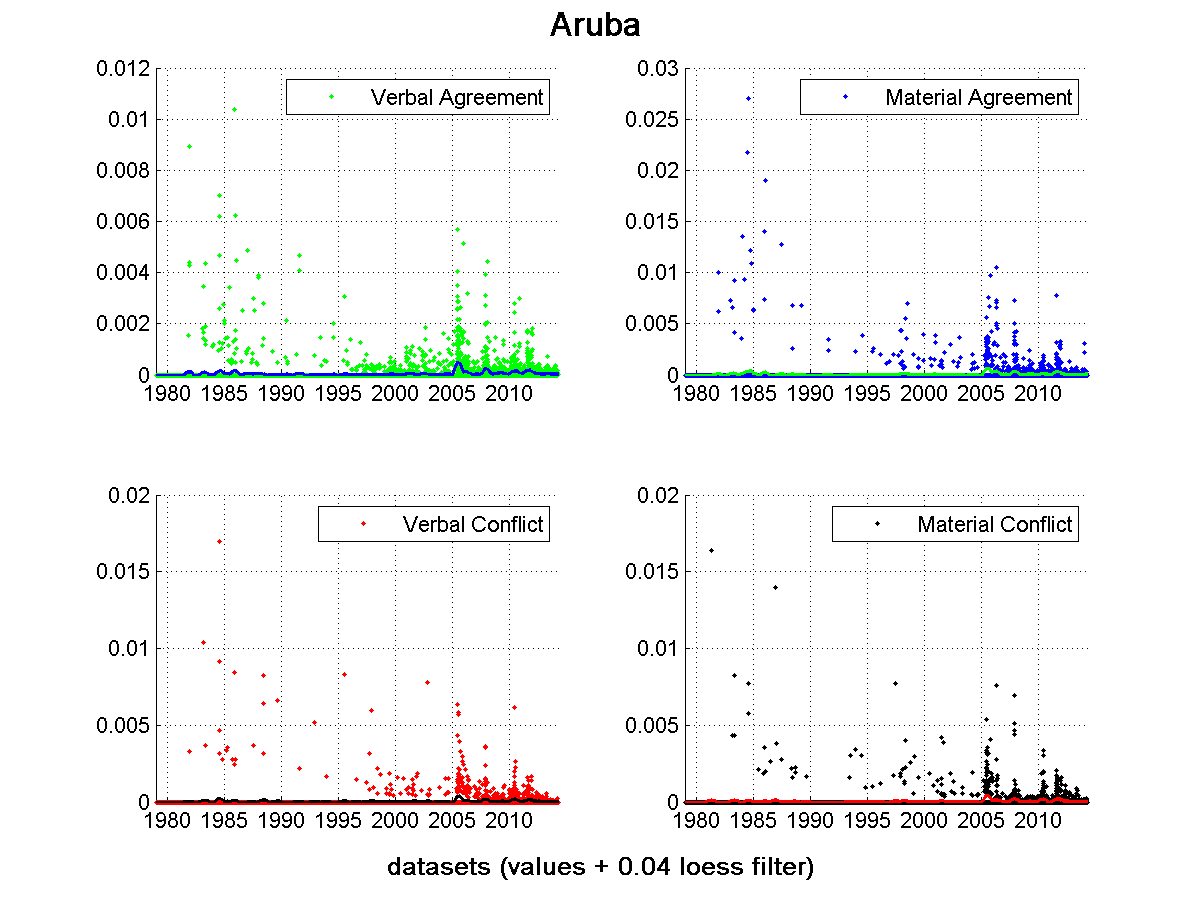 Aruba
Verbal Agreement
0.012
0.01
0.008
0.006
0.004
0.002
0
1980 1985 1990 1995 2000 2005 2010
Material Agreement
0.03
0.025
0.02
0.015
0.01
0.005
0
1980 1985 1990 1995 2000 2005 2010
Verbal Conflict
0.02
0.015
0.01
0.005
0
1980 1985 1990 1995 2000 2005 2010
Material Conflict
0.02
0.015
0.01
0.005
0
1980 1985 1990 1995 2000 2005 2010
datasets (values + 0.04 loess filter)